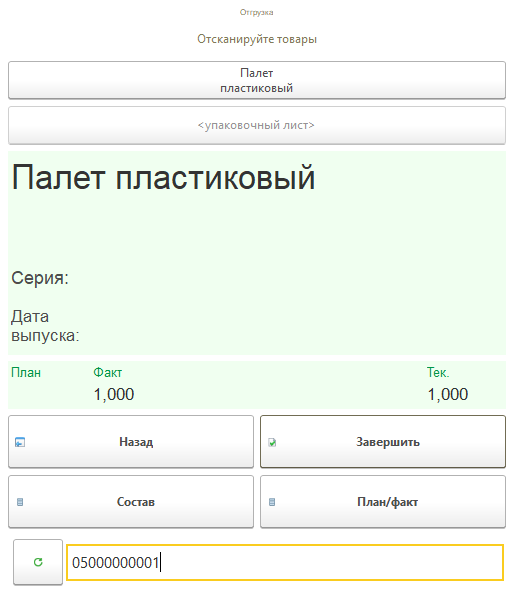 Отгрузка
Отсканируйте товары
Палет
пластиковый
<упаковочный лист>
Палет пластиковый
Серия:
Дата
выпуска:
План Факт Тек.
1,000 1,000
Назад Завершить
Состав План/факт
05000000001